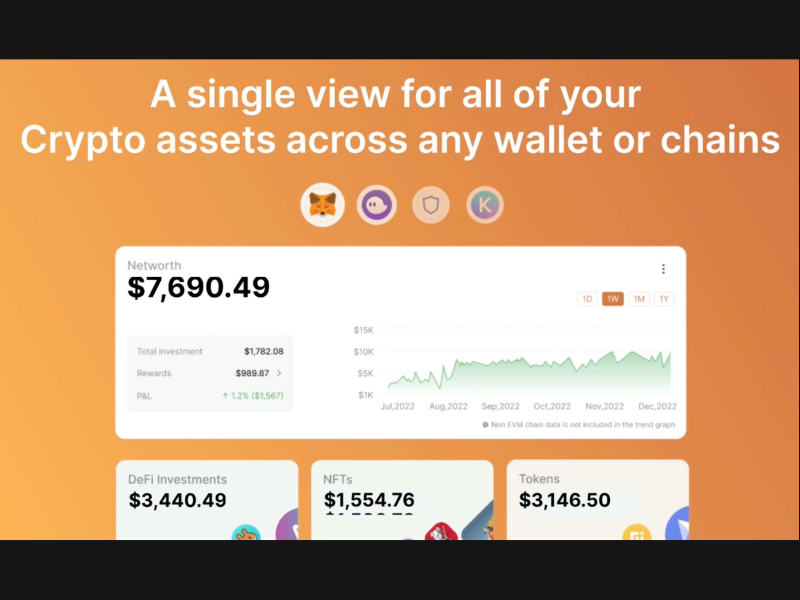 A single view for all of your
Crypto assets across any wallet or chains
Networth
$7,690.49
1D 1W 1M 1Y
Total Investment $1,782.08
Rewards $989.87
P&L ↑ 1.2% ($1,567)
$15K
$10K
$5K
$1K
Jul,2022 Aug,2022 Sep,2022 Oct,2022 Nov,2022 Dec,2022
Non EVM chain data is not included in the trend graph
DeFi Investments
$3,440.49
NFTs
$1,554.76
Tokens
$3,146.50